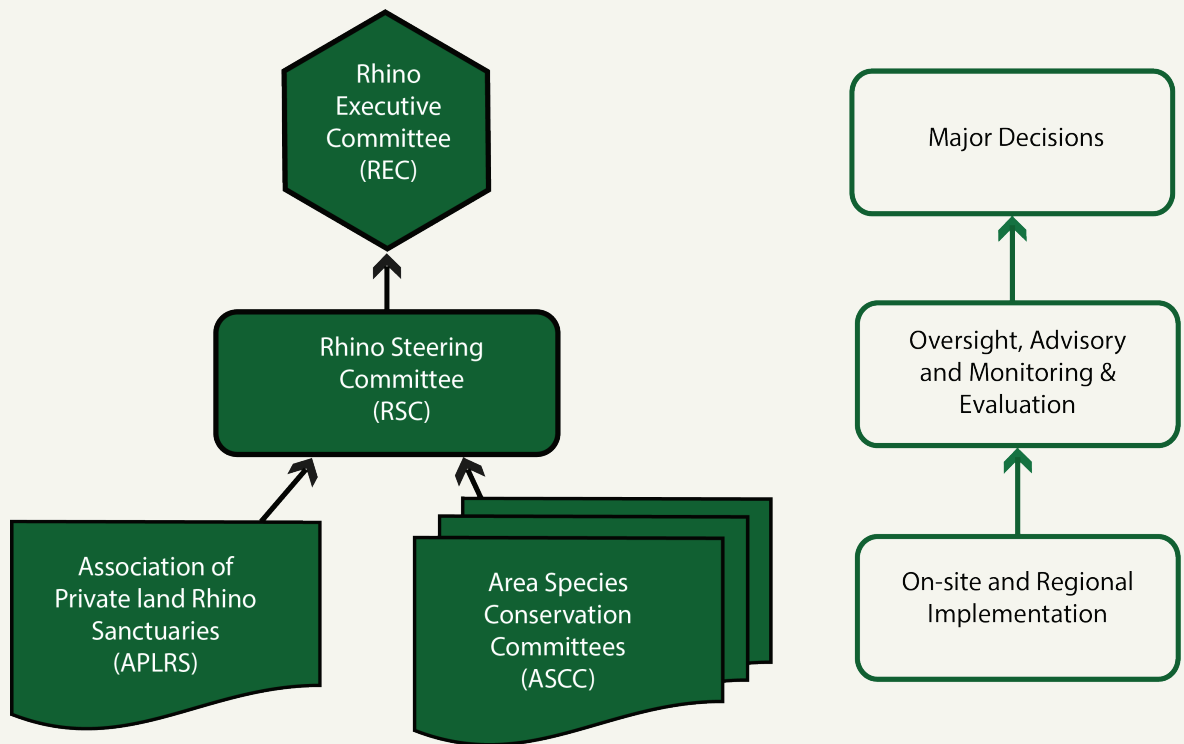 Rhino
Executive
Committee
(REC)
Major Decisions
Rhino Steering
Committee
(RSC)
Oversight, Advisory
and Monitoring &
Evaluation
Association of
Private land Rhino
Sanctuaries
(APLRS)
Area Species
Conservation
Committees
(ASCC)
On-site and Regional
Implementation